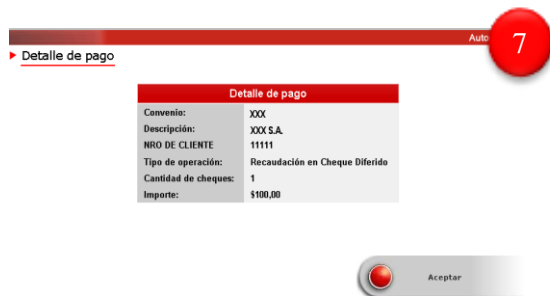 Auto
7
Detalle de pago
Detalle de pago
Convenio: XXX
Descripción: XXX S.A.
NRO DE CLIENTE 11111
Tipo de operación: Recaudación en Cheque Diferido
Cantidad de cheques: 1
Importe: $100,00
Aceptar